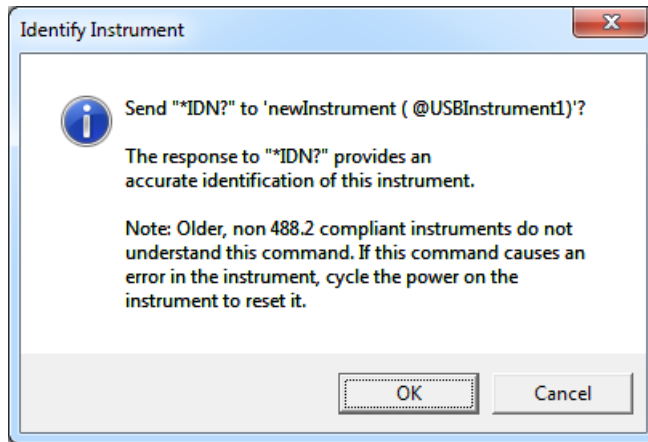 Identify Instrument
Send "*IDN?" to 'newInstrument ( @USBInstrument1)'?
The response to "*IDN?" provides an
accurate identification of this instrument.
Note: Older, non 488.2 compliant instruments do not
understand this command. If this command causes an
error in the instrument, cycle the power on the
instrument to reset it.
OK
Cancel